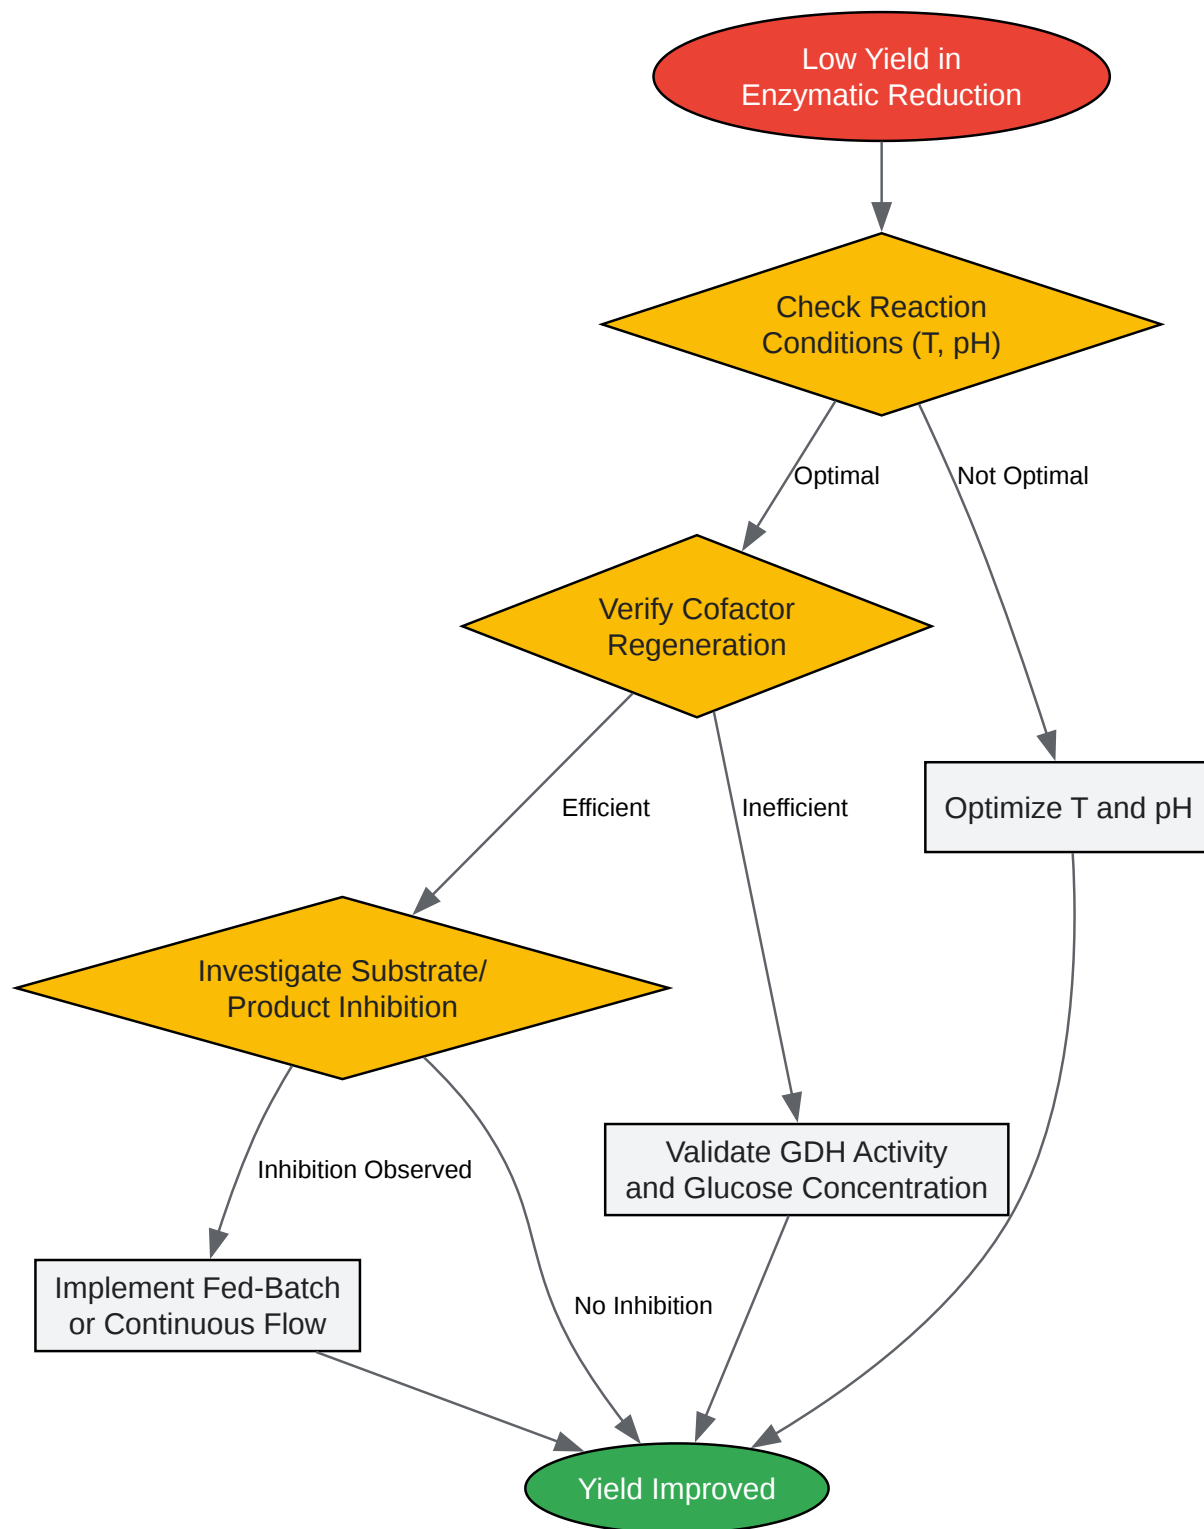 Low Yield in
Enzymatic Reduction
Check Reaction
Conditions (T, pH)
Optimal
Not Optimal
Verify Cofactor
Regeneration
Optimize T and pH
Efficient
Inefficient
Investigate Substrate/
Product Inhibition
Validate GDH Activity
and Glucose Concentration
Inhibition Observed
Implement Fed-Batch
or Continuous Flow
No Inhibition
Yield Improved